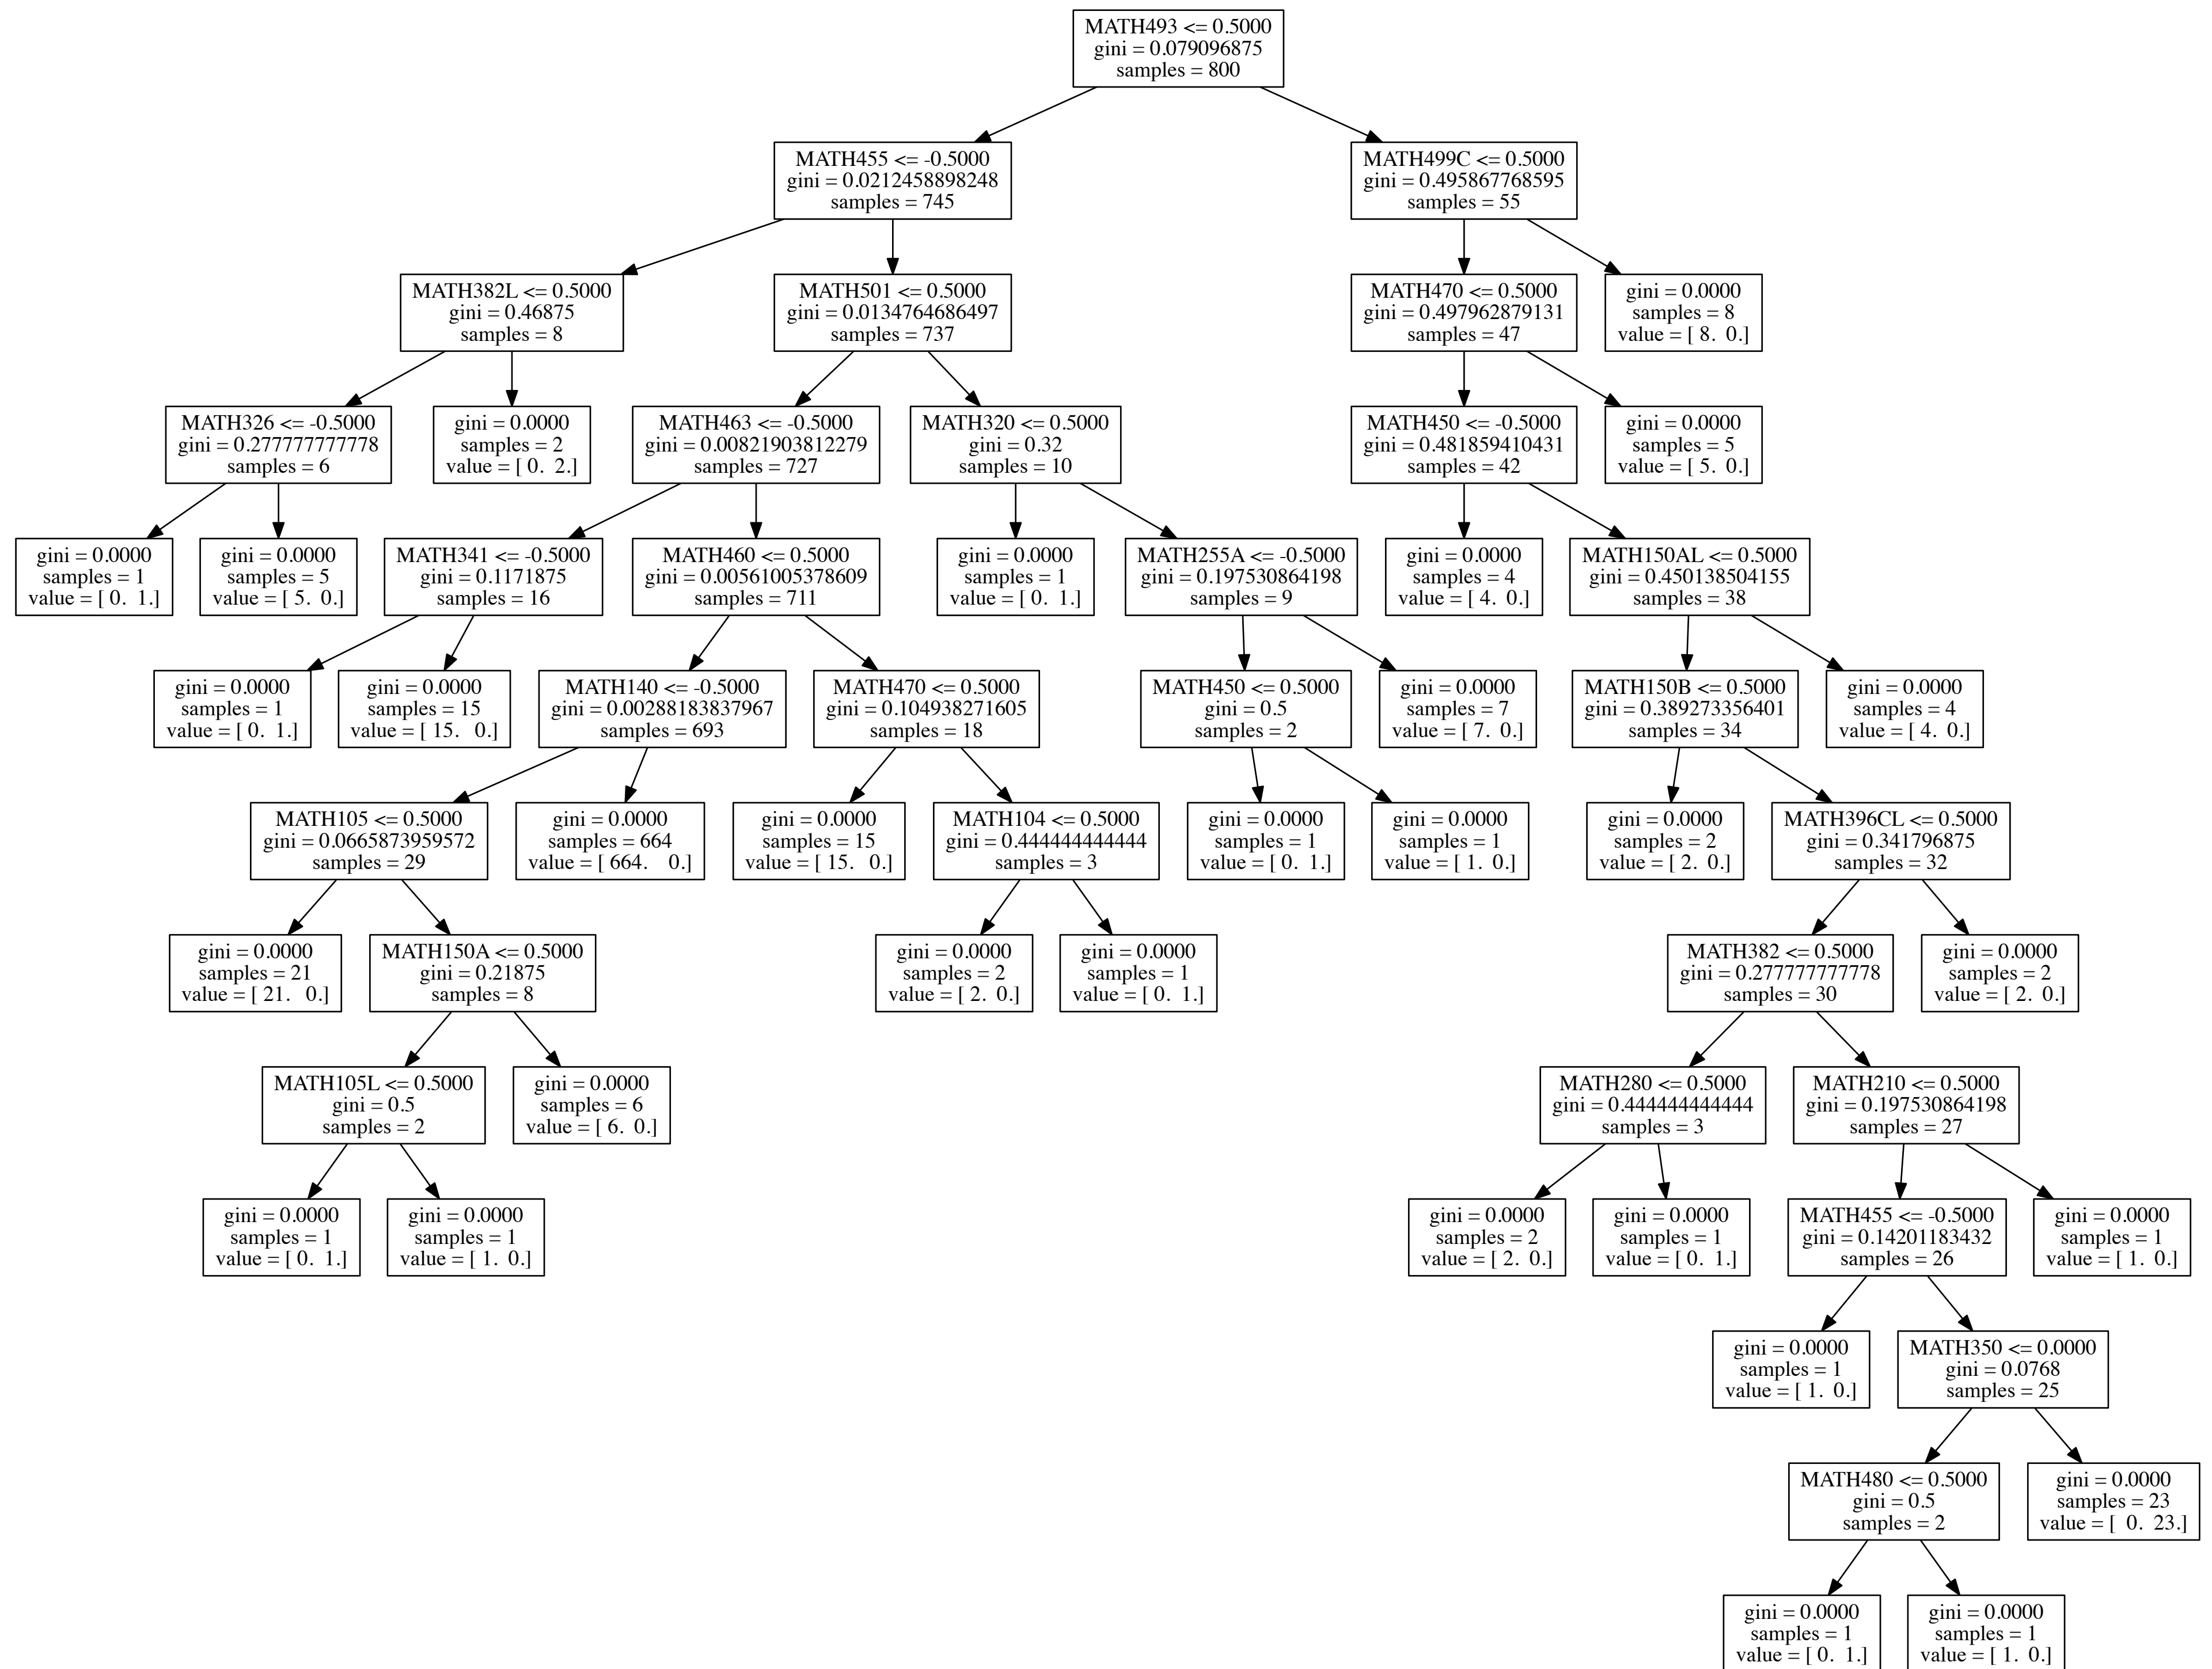 MATH493 <= 0.5000
gini = 0.079096875
samples = 800
MATH455 <= -0.5000
gini = 0.0212458898248
samples = 745
MATH499C <= 0.5000
gini = 0.495867768595
samples = 55
MATH382L <= 0.5000
gini = 0.46875
samples = 8
MATH501 <= 0.5000
gini = 0.0134764686497
samples = 737
MATH470 <= 0.5000
gini = 0.497962879131
samples = 47
gini = 0.0000
samples = 8
value = [ 8.  0.]
MATH326 <= -0.5000
gini = 0.277777777778
samples = 6
gini = 0.0000
samples = 2
value = [ 0.  2.]
MATH463 <= -0.5000
gini = 0.00821903812279
samples = 727
MATH320 <= 0.5000
gini = 0.32
samples = 10
MATH450 <= -0.5000
gini = 0.481859410431
samples = 42
gini = 0.0000
samples = 5
value = [ 5.  0.]
gini = 0.0000
samples = 1
value = [ 0.  1.]
gini = 0.0000
samples = 5
value = [ 5.  0.]
MATH341 <= -0.5000
gini = 0.1171875
samples = 16
MATH460 <= 0.5000
gini = 0.00561005378609
samples = 711
gini = 0.0000
samples = 1
value = [ 0.  1.]
MATH255A <= -0.5000
gini = 0.197530864198
samples = 9
gini = 0.0000
samples = 4
value = [ 4.  0.]
MATH150AL <= 0.5000
gini = 0.450138504155
samples = 38
gini = 0.0000
samples = 1
value = [ 0.  1.]
gini = 0.0000
samples = 15
value = [ 15.   0.]
MATH140 <= -0.5000
gini = 0.00288183837967
samples = 693
MATH470 <= 0.5000
gini = 0.104938271605
samples = 18
MATH450 <= 0.5000
gini = 0.5
samples = 2
gini = 0.0000
samples = 7
value = [ 7.  0.]
MATH150B <= 0.5000
gini = 0.389273356401
samples = 34
gini = 0.0000
samples = 4
value = [ 4.  0.]
MATH105 <= 0.5000
gini = 0.0665873959572
samples = 29
gini = 0.0000
samples = 664
value = [ 664.    0.]
gini = 0.0000
samples = 15
value = [ 15.   0.]
MATH104 <= 0.5000
gini = 0.444444444444
samples = 3
gini = 0.0000
samples = 1
value = [ 0.  1.]
gini = 0.0000
samples = 1
value = [ 1.  0.]
gini = 0.0000
samples = 2
value = [ 2.  0.]
MATH396CL <= 0.5000
gini = 0.341796875
samples = 32
gini = 0.0000
samples = 21
value = [ 21.   0.]
MATH150A <= 0.5000
gini = 0.21875
samples = 8
gini = 0.0000
samples = 2
value = [ 2.  0.]
gini = 0.0000
samples = 1
value = [ 0.  1.]
MATH382 <= 0.5000
gini = 0.277777777778
samples = 30
gini = 0.0000
samples = 2
value = [ 2.  0.]
MATH105L <= 0.5000
gini = 0.5
samples = 2
gini = 0.0000
samples = 6
value = [ 6.  0.]
MATH280 <= 0.5000
gini = 0.444444444444
samples = 3
MATH210 <= 0.5000
gini = 0.197530864198
samples = 27
gini = 0.0000
samples = 1
value = [ 0.  1.]
gini = 0.0000
samples = 1
value = [ 1.  0.]
gini = 0.0000
samples = 2
value = [ 2.  0.]
gini = 0.0000
samples = 1
value = [ 0.  1.]
MATH455 <= -0.5000
gini = 0.14201183432
samples = 26
gini = 0.0000
samples = 1
value = [ 1.  0.]
gini = 0.0000
samples = 1
value = [ 1.  0.]
MATH350 <= 0.0000
gini = 0.0768
samples = 25
MATH480 <= 0.5000
gini = 0.5
samples = 2
gini = 0.0000
samples = 23
value = [  0.  23.]
gini = 0.0000
samples = 1
value = [ 0.  1.]
gini = 0.0000
samples = 1
value = [ 1.  0.]